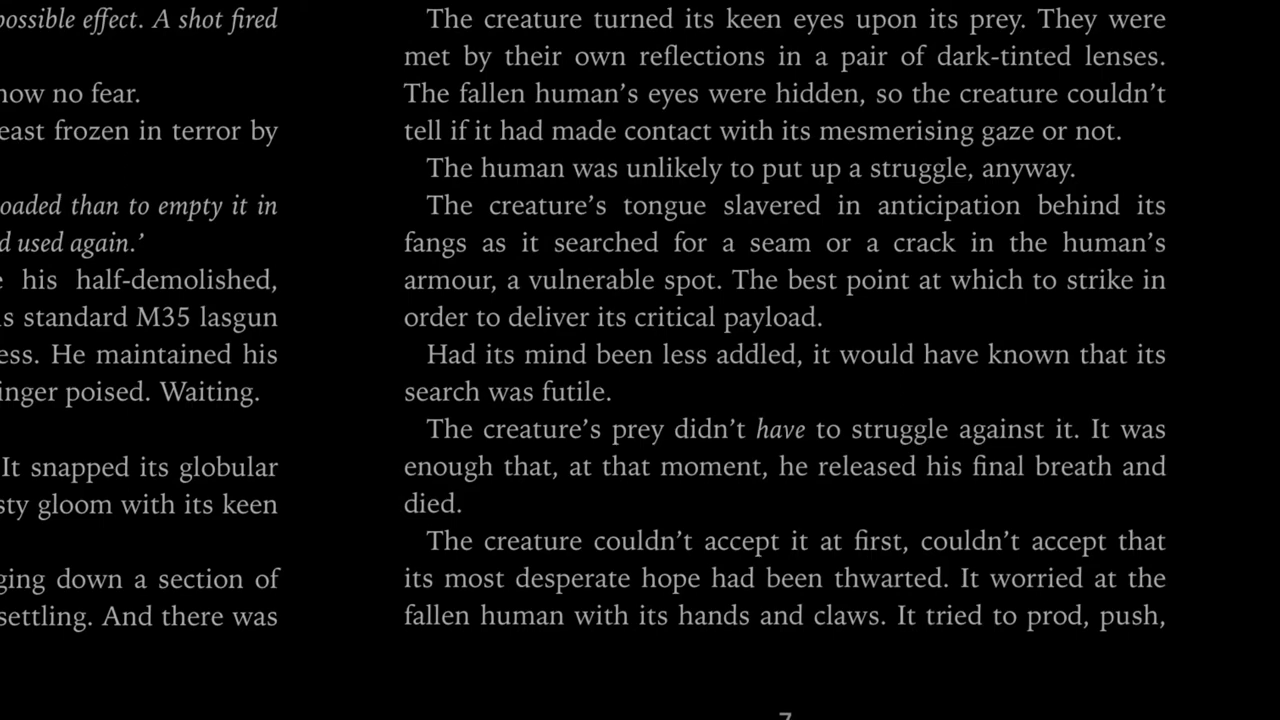 possible effect. A shot fired
now no fear.
east frozen in terror by
oaded than to empty it in
d used again.’
e his half-demolished,
is standard M35 lasgun
ess. He maintained his
inger poised. Waiting.
It snapped its globular
sty gloom with its keen
ging down a section of
settling. And there was
The creature turned its keen eyes upon its prey. They were
met by their own reflections in a pair of dark-tinted lenses.
The fallen human’s eyes were hidden, so the creature couldn’t
tell if it had made contact with its mesmerising gaze or not.
The human was unlikely to put up a struggle, anyway.
The creature’s tongue slavered in anticipation behind its
fangs as it searched for a seam or a crack in the human’s
armour, a vulnerable spot. The best point at which to strike in
order to deliver its critical payload.
Had its mind been less addled, it would have known that its
search was futile.
The creature’s prey didn’t have to struggle against it. It was
enough that, at that moment, he released his final breath and
died.
The creature couldn’t accept it at first, couldn’t accept that
its most desperate hope had been thwarted. It worried at the
fallen human with its hands and claws. It tried to prod, push,
7